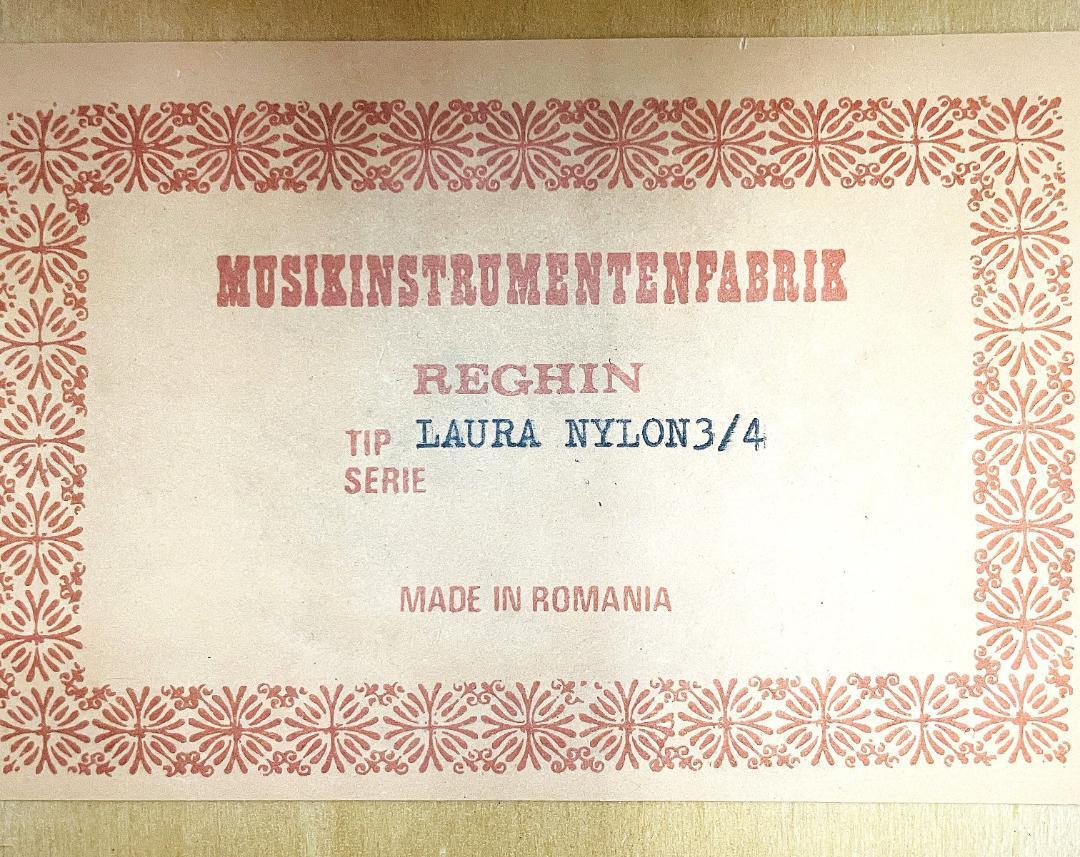 MUSIKINSTRUMENTENFABRIK
REGHIN
TIP LAURA NYLON3/4
SERIE
MADE IN ROMANIA